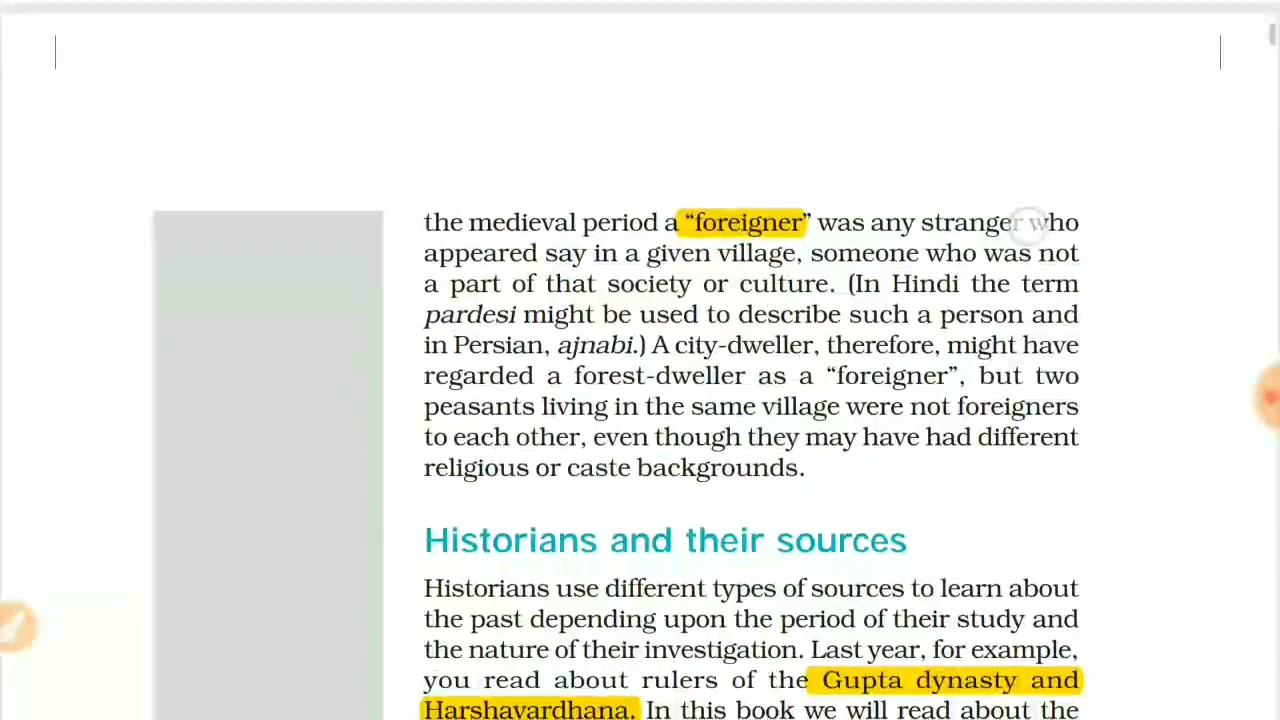 the medieval period a “foreigner” was any stranger who
appeared say in a given village, someone who was not
a part of that society or culture. (In Hindi the term
pardesi might be used to describe such a person and
in Persian, ajnabi.) A city-dweller, therefore, might have
regarded a forest-dweller as a “foreigner”, but two
peasants living in the same village were not foreigners
to each other, even though they may have had different
religious or caste backgrounds.
Historians and their sources
Historians use different types of sources to learn about
the past depending upon the period of their study and
the nature of their investigation. Last year, for example,
you read about rulers of the Gupta dynasty and
Harshavardhana. In this book we will read about the